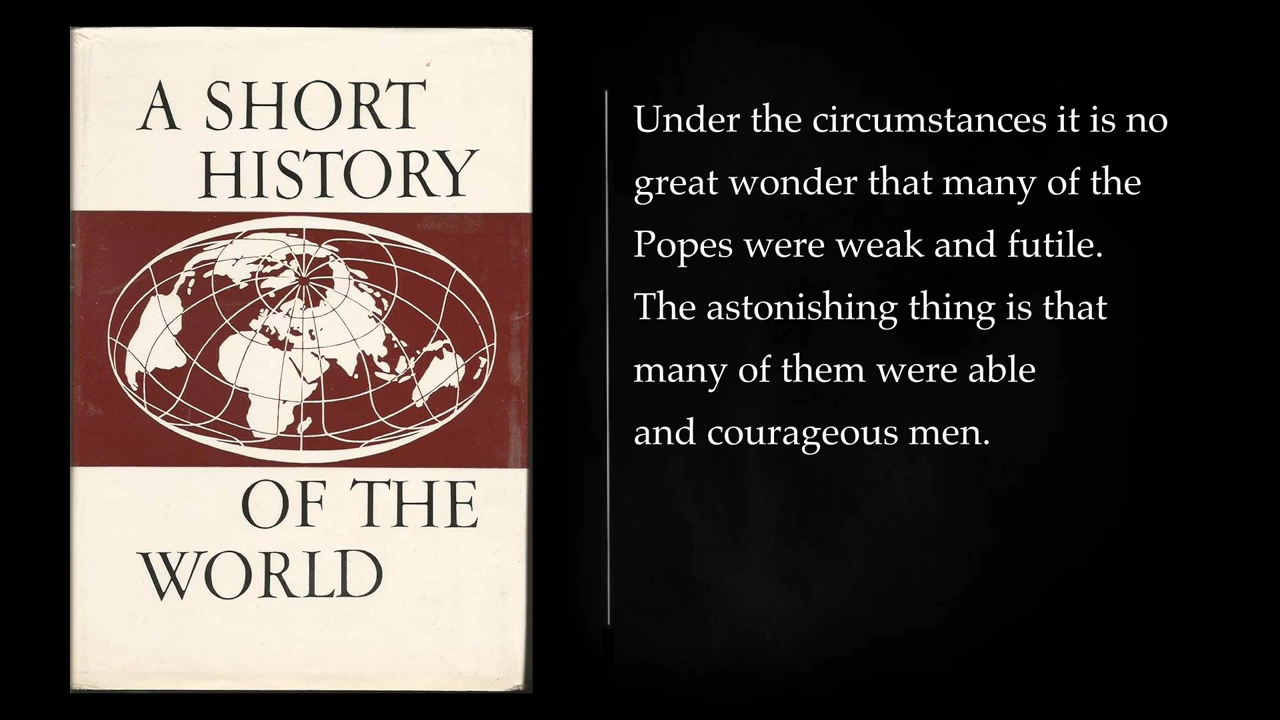 A SHORT
HISTORY
OF THE
WORLD
Under the circumstances it is no
great wonder that many of the
Popes were weak and futile.
The astonishing thing is that
many of them were able
and courageous men.